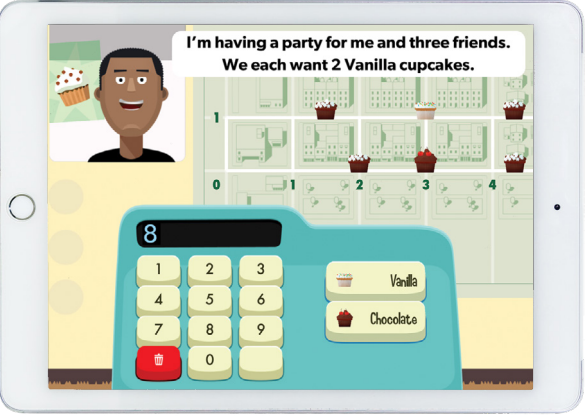 I'm having a party for me and three friends.
We each want 2 Vanilla cupcakes.
1
0 1 2 3 4
8
1 2 3
4 5 6
7 8 9
0
Vanilla
Chocolate